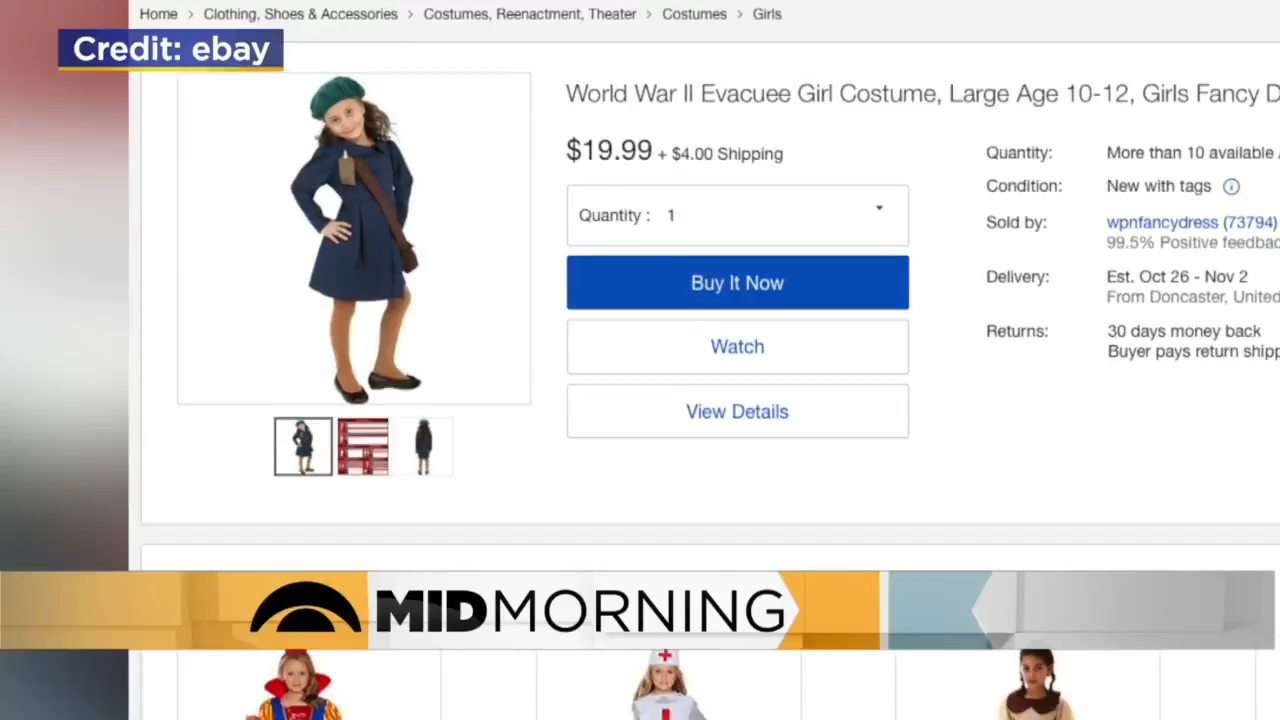 Home > Clothing, Shoes & Accessories > Costumes, Reenactment, Theater > Costumes > Girls
Credit: ebay
World War II Evacuee Girl Costume, Large Age 10-12, Girls Fancy D
$19.99 + $4.00 Shipping
Quantity : 1
Buy It Now
Watch
View Details
Quantity: More than 10 available
Condition: New with tags
Sold by: wpnfancydress (73794)
99.5% Positive feedbac
Delivery: Est. Oct 26 - Nov 2
From Doncaster, United
Returns: 30 days money back
Buyer pays return shipp
MIDMORNING